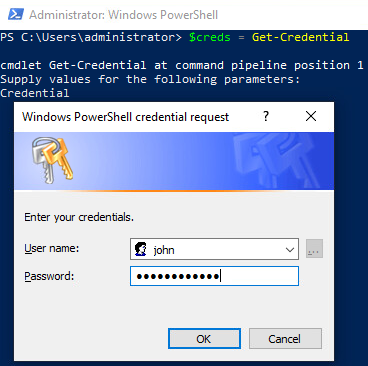 Administrator: Windows PowerShell
PS C:\Users\administrator> $creds = Get-Credential
cmdlet Get-Credential at command pipeline position 1
Supply values for the following parameters:
Credential
Windows PowerShell credential request
Enter your credentials.
User name: john ...
Password: ●●●●●●●●●●●●
OK Cancel